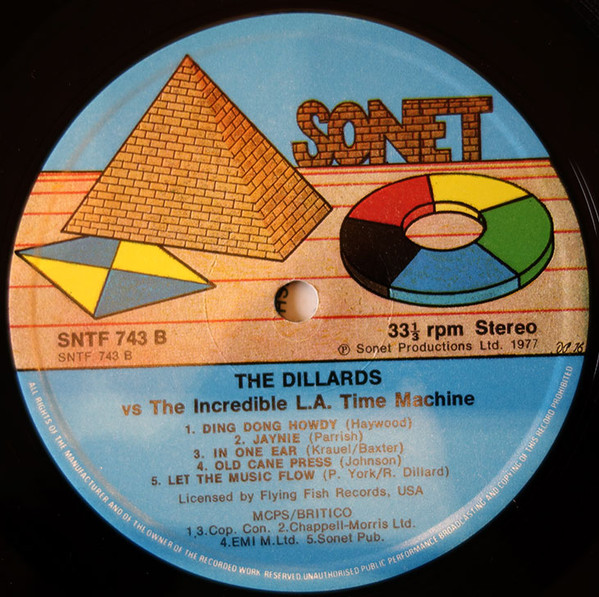 SONET
SNTF 743 B
SNTF 743 B
33⅓ rpm Stereo
℗ Sonet Productions Ltd. 1977
THE DILLARDS
vs The Incredible L.A. Time Machine
1. DING DONG HOWDY (Haywood)
2. JAYNIE (Parrish)
3. IN ONE EAR (Krauel/Baxter)
4. OLD CANE PRESS (Johnson)
5. LET THE MUSIC FLOW (P. York/R. Dillard)
Licensed by Flying Fish Records, USA
MCPS/BRITICO
1,3.Cop. Con. 2.Chappell-Morris Ltd.
4.EMI M.Ltd. 5.Sonet Pub.
ALL RIGHTS OF THE MANUFACTURER AND OF THE OWNER OF THE RECORDED WORK RESERVED. UNAUTHORISED PUBLIC PERFORMANCE BROADCASTING AND COPYING OF THIS RECORD PROHIBITED